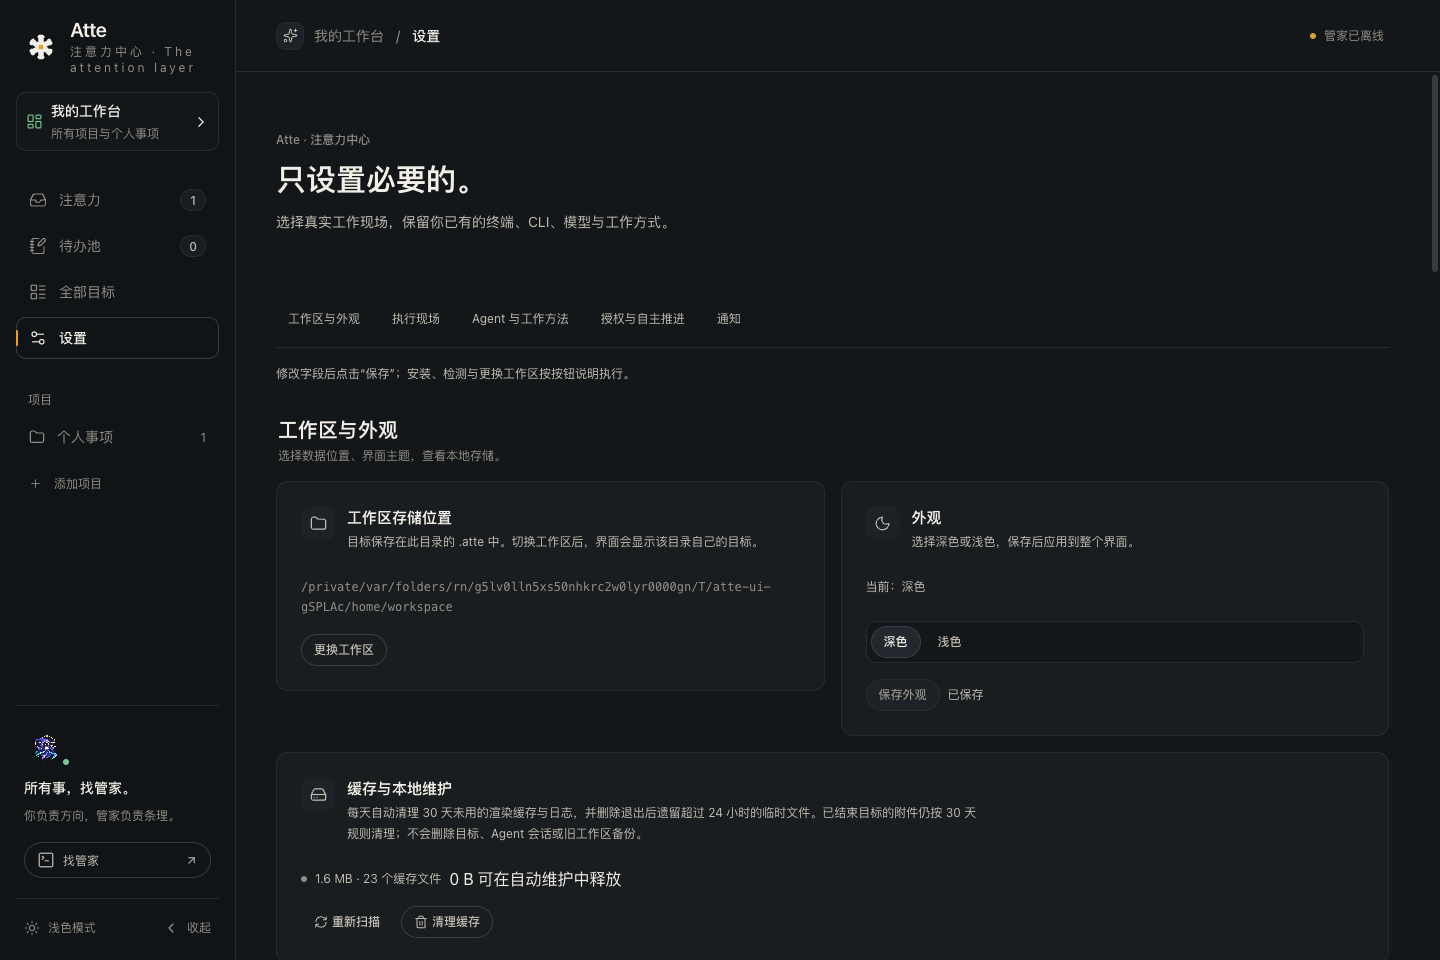 Atte
注意力中心 · The
attention layer
我的工作台
所有项目与个人事项
注意力 1
待办池 0
全部目标
设置
项目
个人事项 1
添加项目
所有事，找管家。
你负责方向，管家负责条理。
找管家
浅色模式 收起
我的工作台 / 设置
管家已离线
Atte · 注意力中心
只设置必要的。
选择真实工作现场，保留你已有的终端、CLI、模型与工作方式。
工作区与外观 执行现场 Agent 与工作方法 授权与自主推进 通知
修改字段后点击“保存”；安装、检测与更换工作区按按钮说明执行。
工作区与外观
选择数据位置、界面主题，查看本地存储。
工作区存储位置
目标保存在此目录的 .atte 中。切换工作区后，界面会显示该目录自己的目标。
/private/var/folders/rn/g5lv0lln5xs50nhkrc2w0lyr0000gn/T/atte-ui-
gSPLAc/home/workspace
更换工作区
外观
选择深色或浅色，保存后应用到整个界面。
当前：深色
深色 浅色
保存外观 已保存
缓存与本地维护
每天自动清理 30 天未用的渲染缓存与日志，并删除退出后遗留超过 24 小时的临时文件。已结束目标的附件仍按 30 天
规则清理；不会删除目标、Agent 会话或旧工作区备份。
1.6 MB · 23 个缓存文件 0 B 可在自动维护中释放
重新扫描 清理缓存